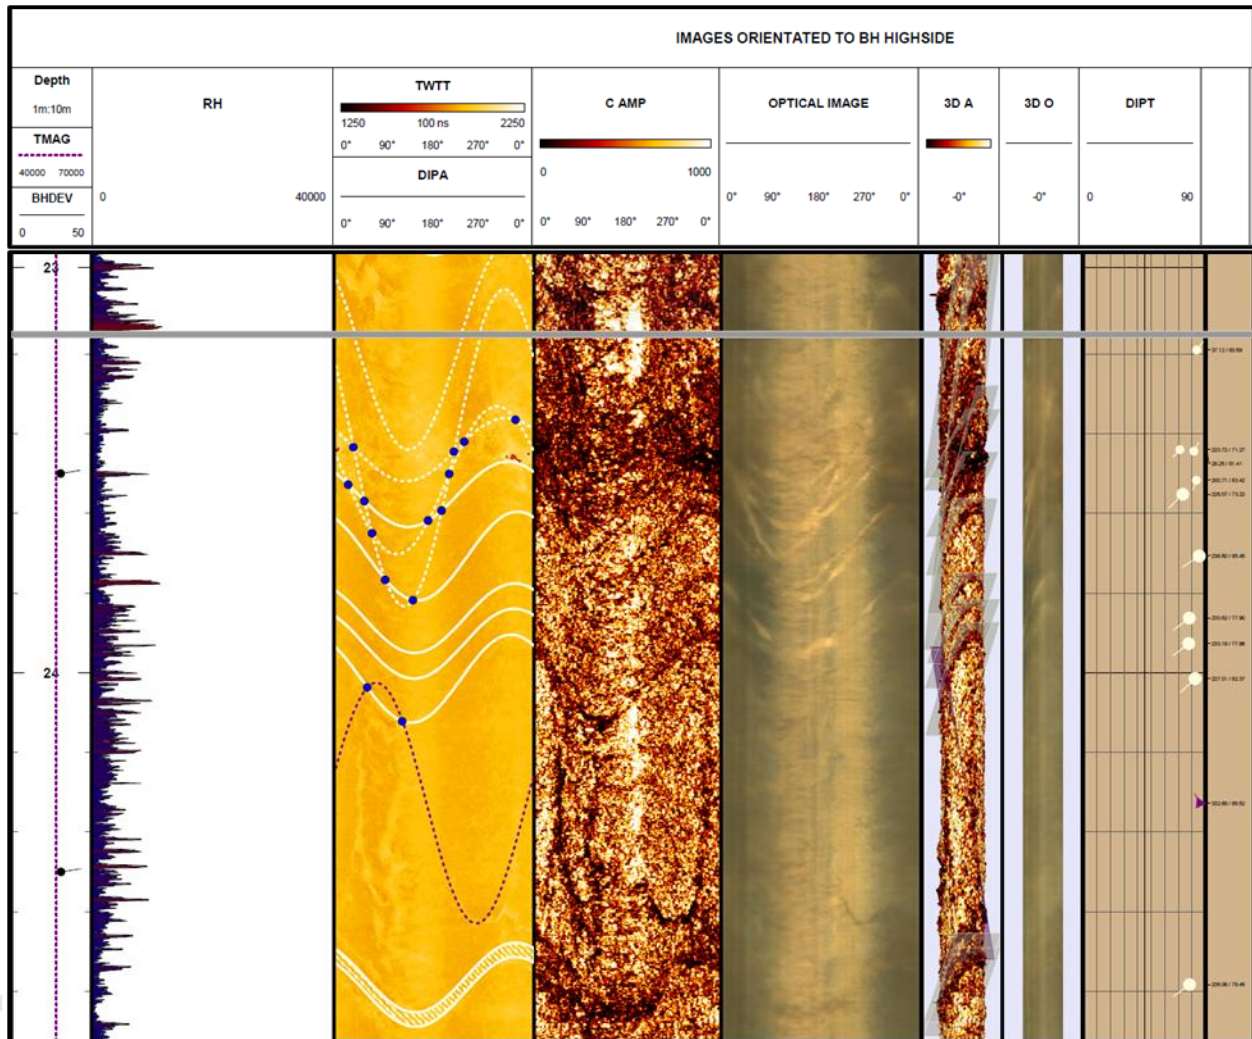 IMAGES ORIENTATED TO BH HIGHSIDE
Depth
1m:10m
TMAG
40000 70000
BHDEV
0 50
RH
0 40000
TWTT
1250 100 ns 2250
0° 90° 180° 270° 0°
DIPA
0° 90° 180° 270° 0°
C AMP
0 1000
0° 90° 180° 270° 0°
OPTICAL IMAGE
0° 90° 180° 270° 0°
3D A
-0°
3D O
-0°
DIPT
0 90
23
24